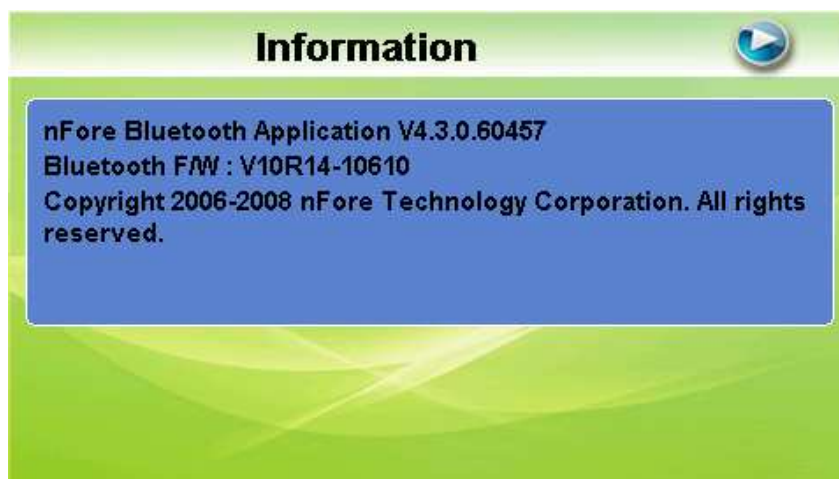 Information
nFore Bluetooth Application V4.3.0.60457
Bluetooth F/W : V10R14-10610
Copyright 2006-2008 nFore Technology Corporation. All rights
reserved.